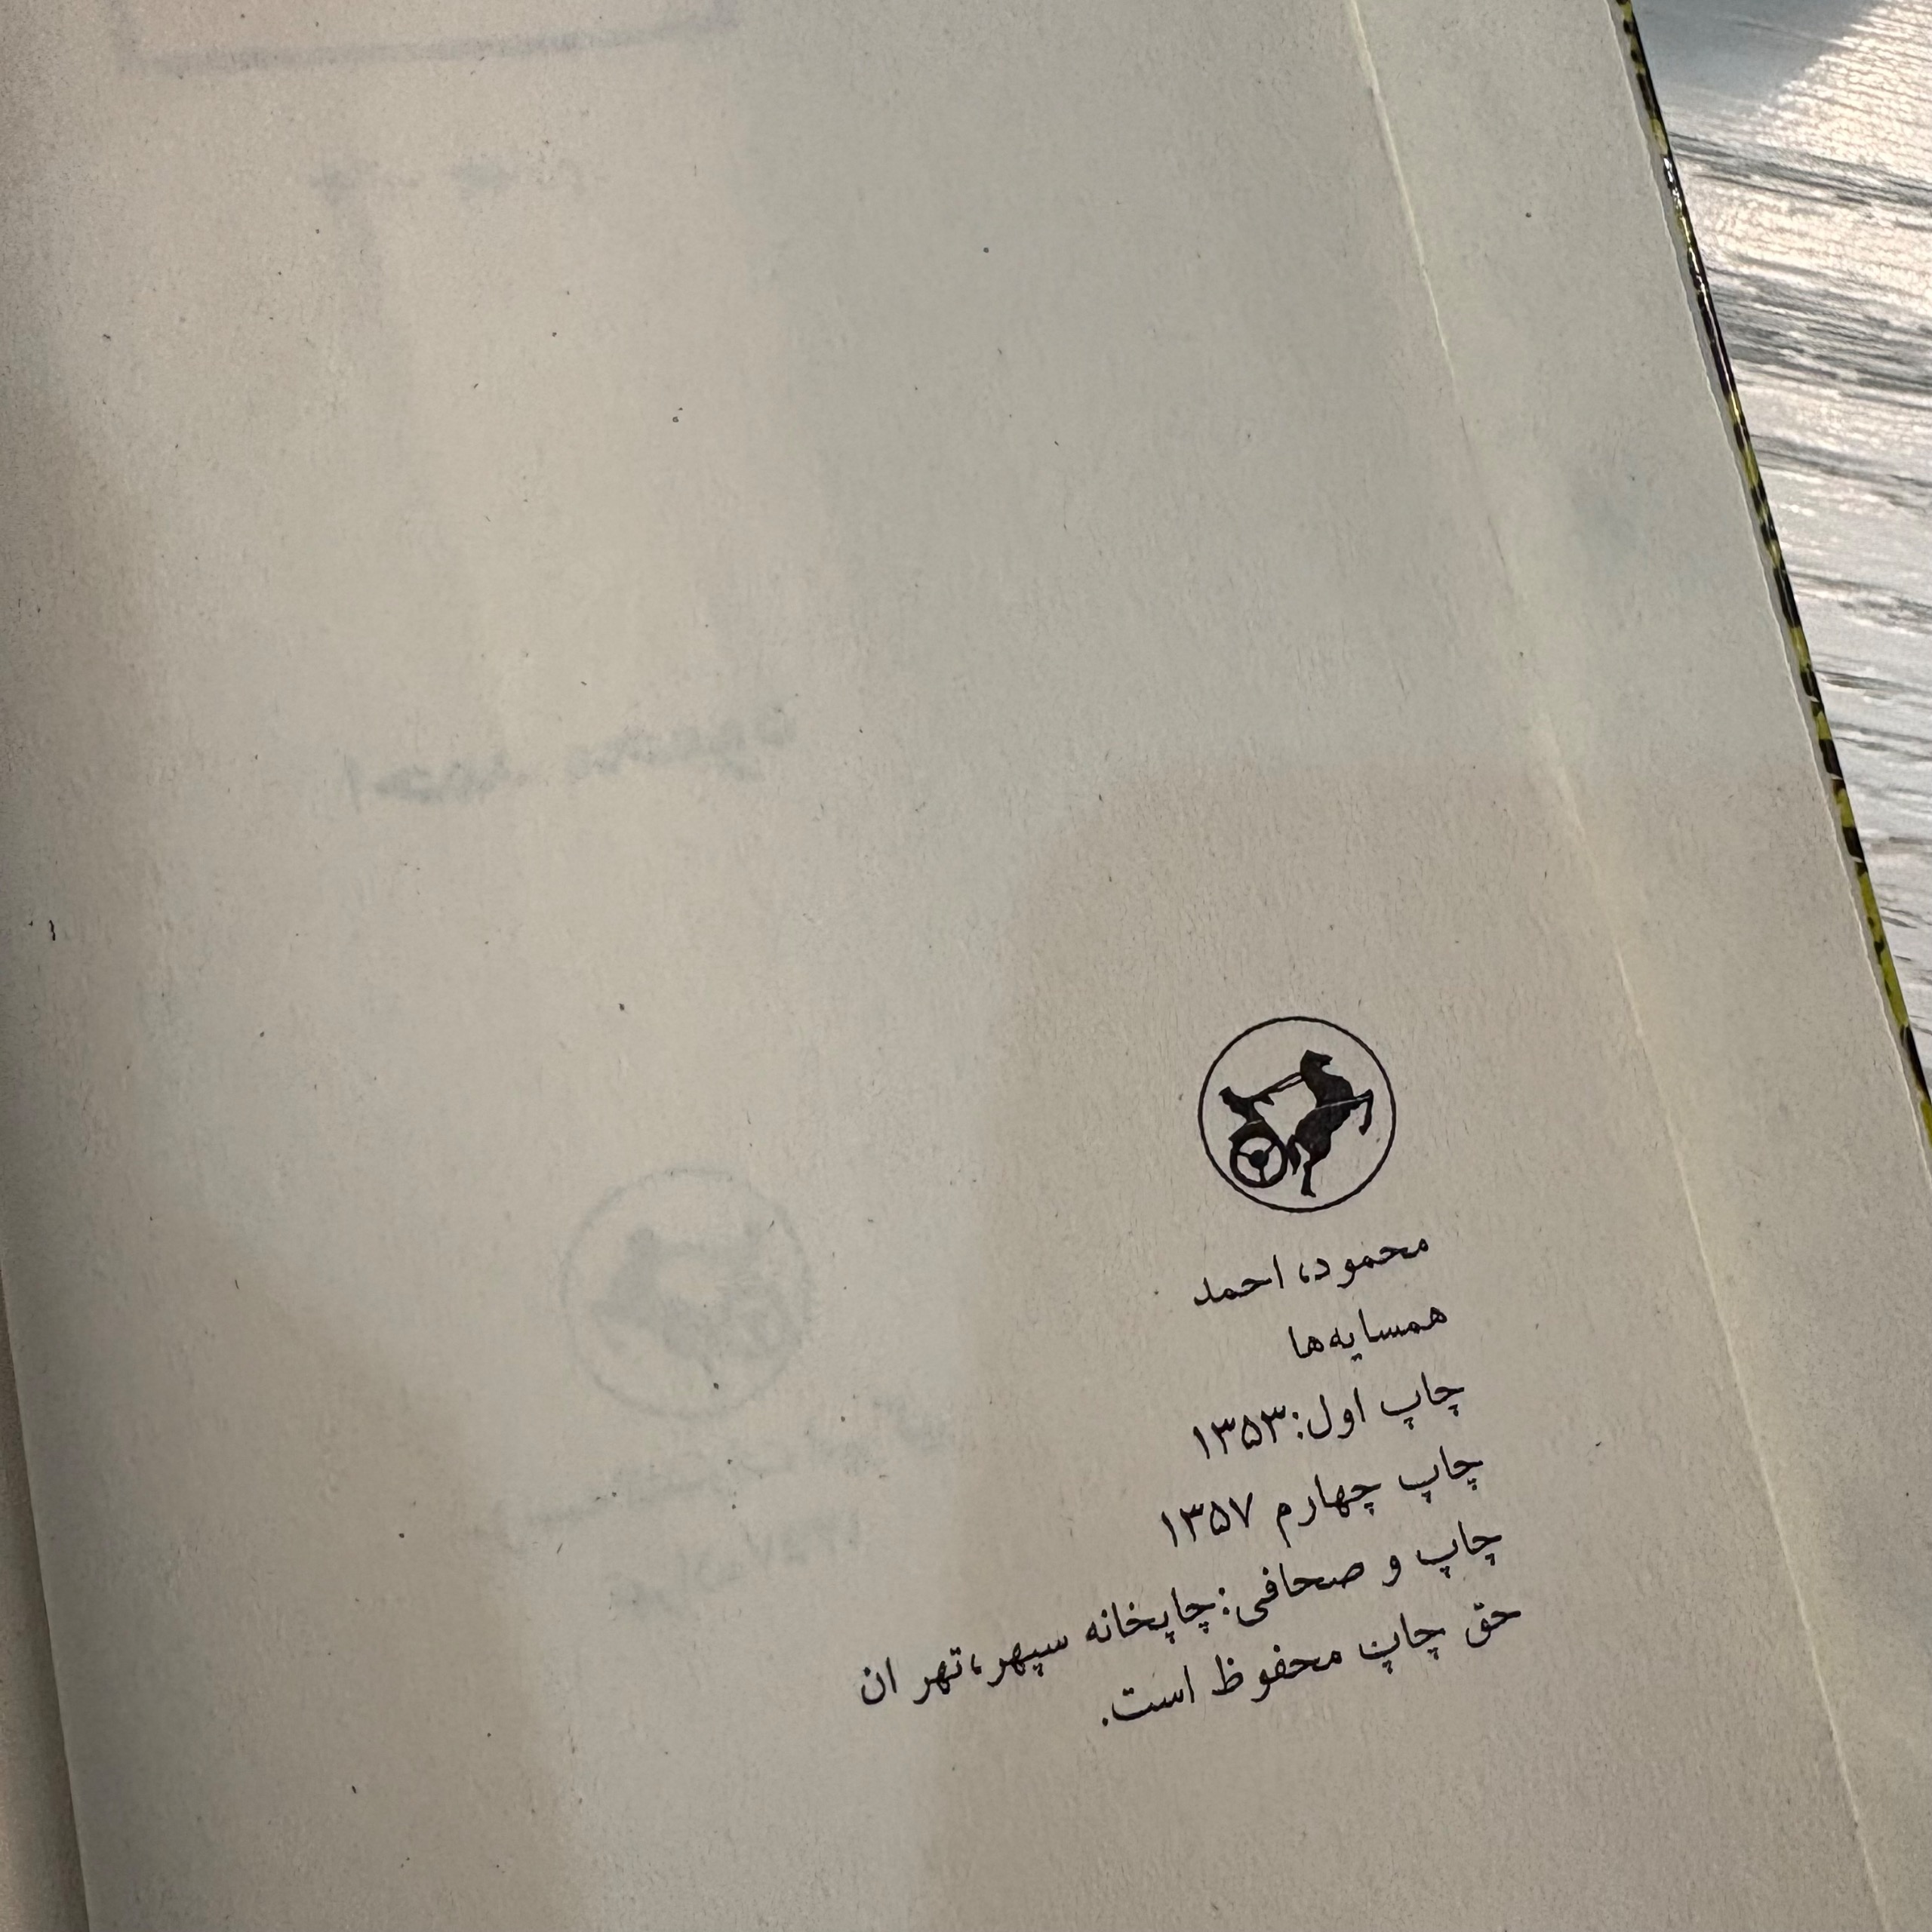 محمود، احمد
همسایه‌ها
چاپ اول:۱۳۵۳
چاپ چهارم ۱۳۵۷
چاپ و صحافی:چاپخانه سپهر،تهران
حق چاپ محفوظ است.